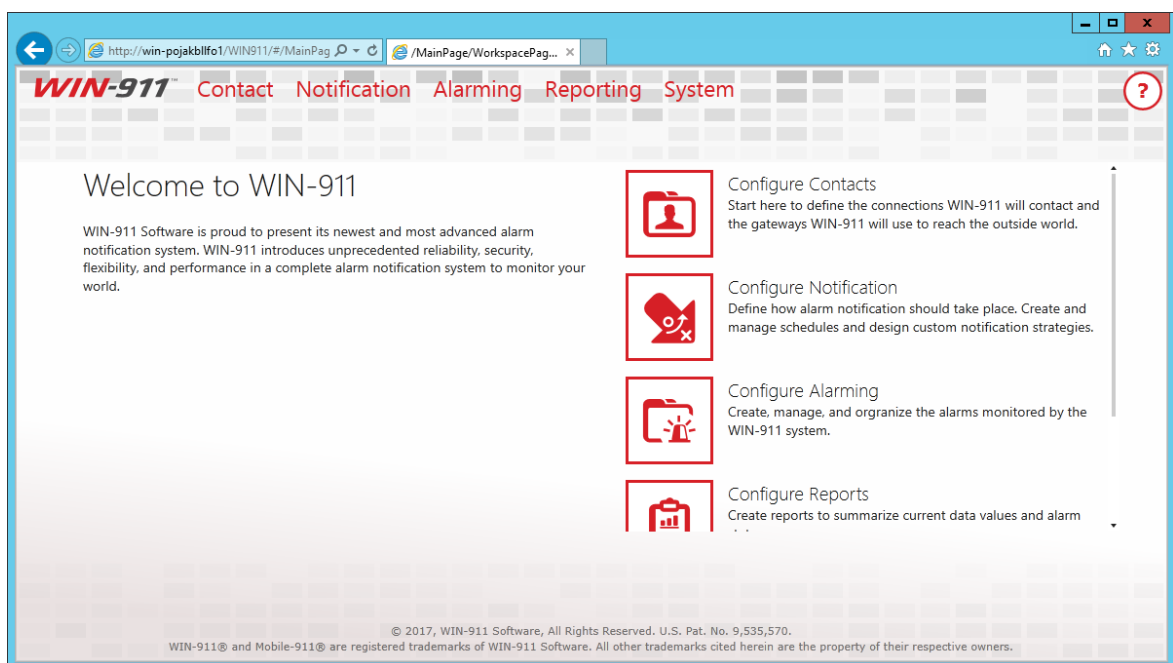 x
http://win-pojakbllfo1/WIN911/#/MainPag
/MainPage/WorkspacePag... ×
WIN-911™ Contact Notification Alarming Reporting System
?
Welcome to WIN-911
WIN-911 Software is proud to present its newest and most advanced alarm
notification system. WIN-911 introduces unprecedented reliability, security,
flexibility, and performance in a complete alarm notification system to monitor your
world.
Configure Contacts
Start here to define the connections WIN-911 will contact and
the gateways WIN-911 will use to reach the outside world.
Configure Notification
Define how alarm notification should take place. Create and
manage schedules and design custom notification strategies.
Configure Alarming
Create, manage, and orgranize the alarms monitored by the
WIN-911 system.
Configure Reports
Create reports to summarize current data values and alarm
© 2017, WIN-911 Software, All Rights Reserved. U.S. Pat. No. 9,535,570.
WIN-911® and Mobile-911® are registered trademarks of WIN-911 Software. All other trademarks cited herein are the property of their respective owners.